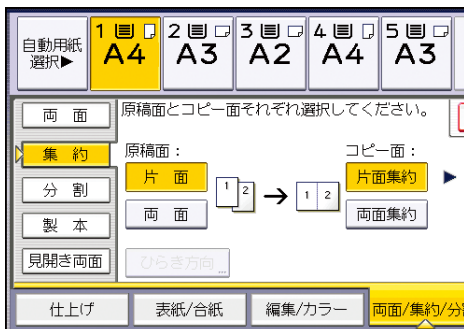 自動用紙
選択▶
1
A4
2
A3
3
A2
4
A4
5
A3
両 面
集 約
分 割
製 本
見開き両面
原稿面とコピー面それぞれ選択してください。
原稿面：
片 面
両 面
ひらき方向
1 2 → 1 2
コピー面：
片面集約
両面集約
仕上げ
表紙/合紙
編集/カラー
両面/集約/分